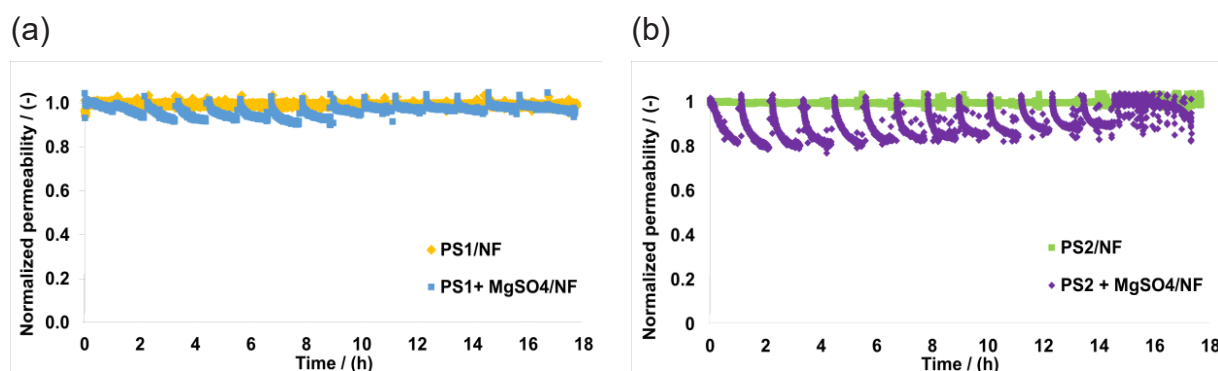 (a)
(b)
Normalized permeability / (-)
1.0
0.8
0.6
0.4
0.2
0.0
PS1/NF
PS1+ MgSO4/NF
0 2 4 6 8 10 12 14 16 18
Time / (h)
Normalized permeability / (-)
1
0.8
0.6
0.4
0.2
0
PS2/NF
PS2 + MgSO4/NF
0 2 4 6 8 10 12 14 16 18
Time / (h)